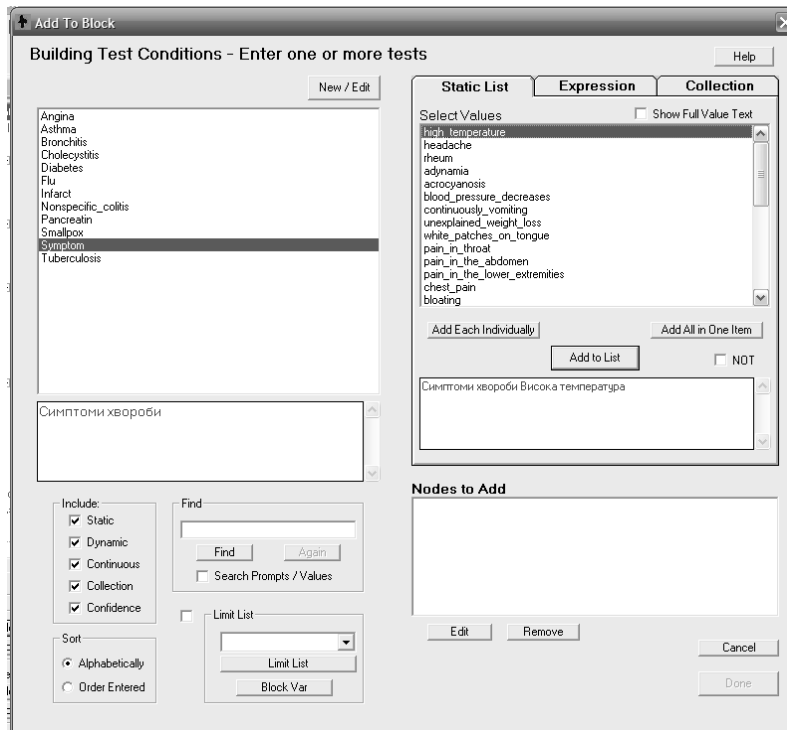 Add To Block
Building Test Conditions - Enter one or more tests
Help
New / Edit
Angina
Asthma
Bronchitis
Cholecystitis
Diabetes
Flu
Infarct
Nonspecific_colitis
Pancreatin
Smallpox
Symptom
Tuberculosis
Симптоми хвороби
Include:
Static
Dynamic
Continuous
Collection
Confidence
Sort
Alphabetically
Order Entered
Find
Find
Again
Search Prompts / Values
Limit List
Limit List
Block Var
Static List
Expression
Collection
Select Values
Show Full Value Text
high_temperature
headache
rheum
adynamia
acrocyanosis
blood_pressure_decreases
continuously_vomiting
unexplained_weight_loss
white_patches_on_tongue
pain_in_throat
pain_in_the_abdomen
pain_in_the_lower_extremities
chest_pain
bloating
Add Each Individually
Add All in One Item
Add to List
NOT
Симптоми хвороби Висока температура
Nodes to Add
Edit
Remove
Cancel
Done